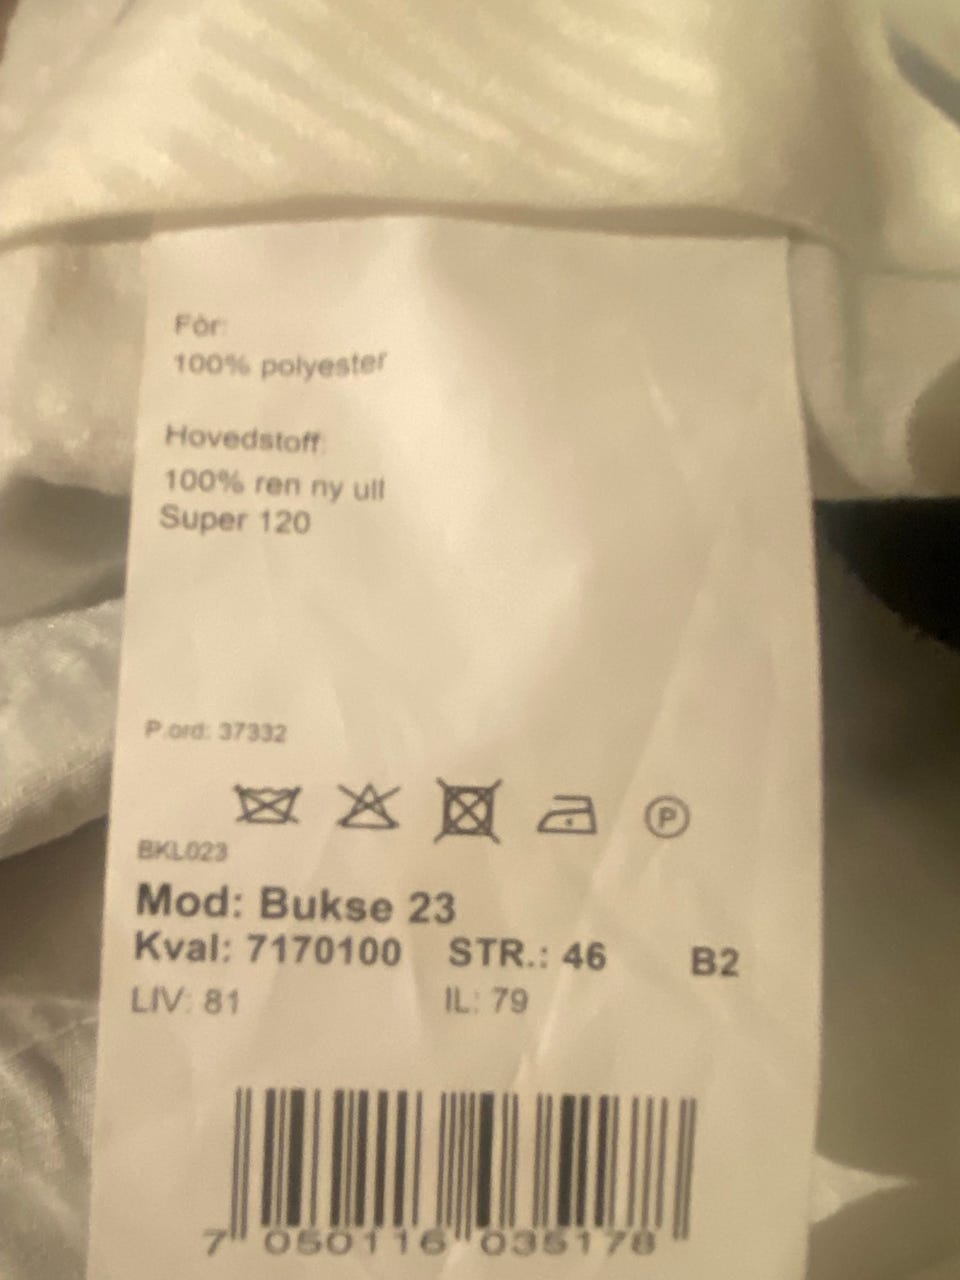 Fòr:
100% polyester
Hovedstoff:
100% ren ny ull
Super 120
P.ord: 37332
P
BKL023
Mod: Bukse 23
Kval: 7170100 STR.: 46 B2
LIV: 81 IL: 79
7 050116 035178